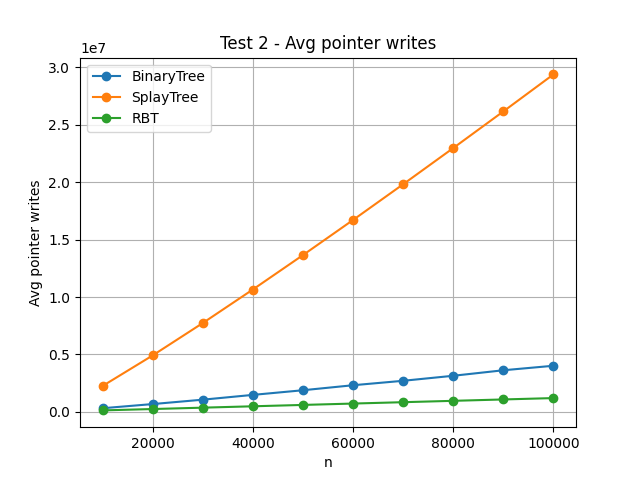 Test 2 - Avg pointer writes
1e7
BinaryTree
SplayTree
RBT
Avg pointer writes
3.0
2.5
2.0
1.5
1.0
0.5
0.0
20000 40000 60000 80000 100000
n